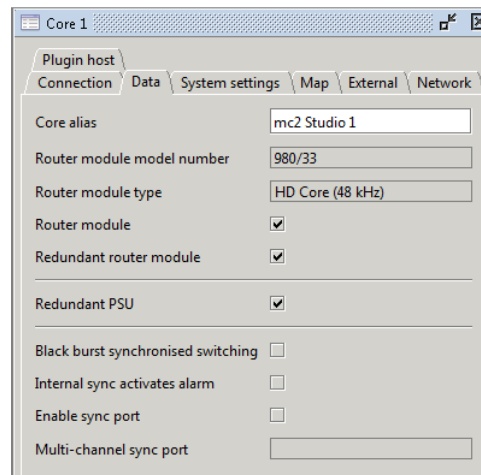 Core 1
Plugin host
Connection Data System settings Map External Network
Core alias mc2 Studio 1
Router module model number 980/33
Router module type HD Core (48 kHz)
Router module
Redundant router module
Redundant PSU
Black burst synchronised switching
Internal sync activates alarm
Enable sync port
Multi-channel sync port